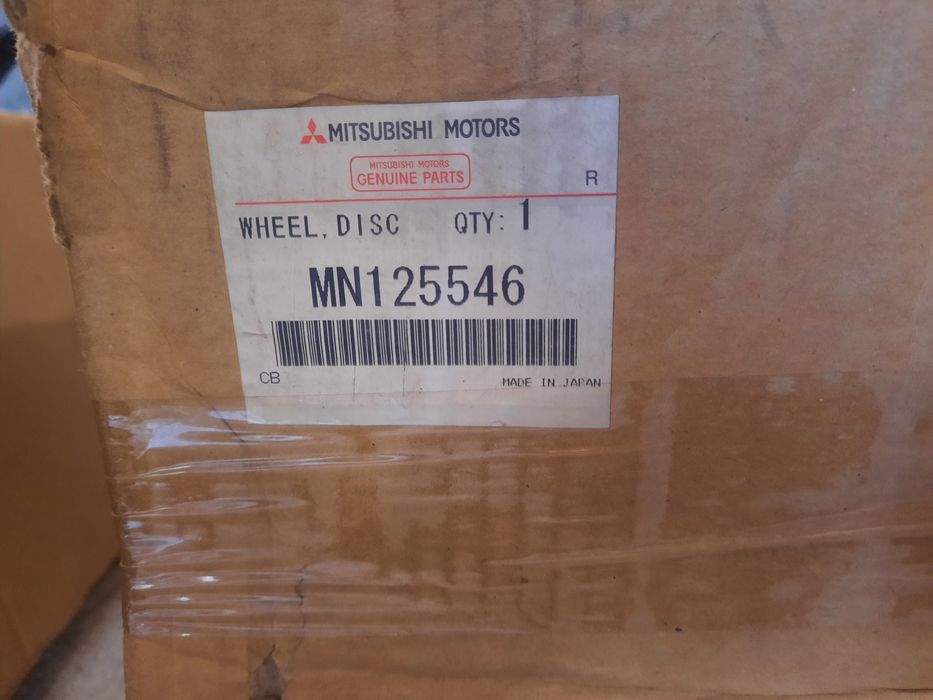 MITSUBISHI MOTORS
MITSUBISHI MOTORS
GENUINE PARTS
R
WHEEL, DISC QTY: 1
MN125546
CB MADE IN JAPAN